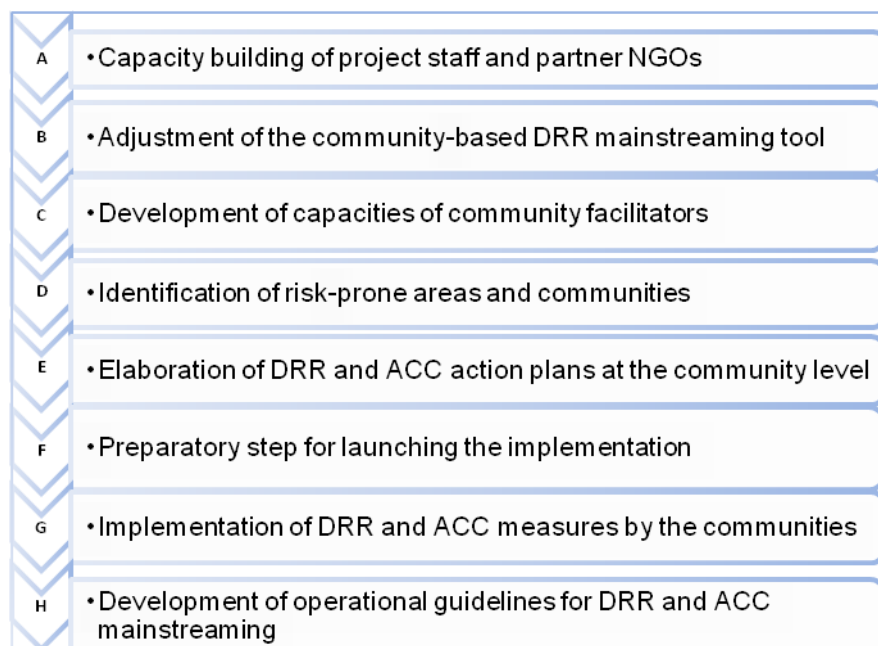 A
•Capacity building of project staff and partner NGOs
B
•Adjustment of the community-based DRR mainstreaming tool
C
•Development of capacities of community facilitators
D
•Identification of risk-prone areas and communities
E
•Elaboration of DRR and ACC action plans at the community level
F
•Preparatory step for launching the implementation
G
•Implementation of DRR and ACC measures by the communities
H
•Development of operational guidelines for DRR and ACC
mainstreaming